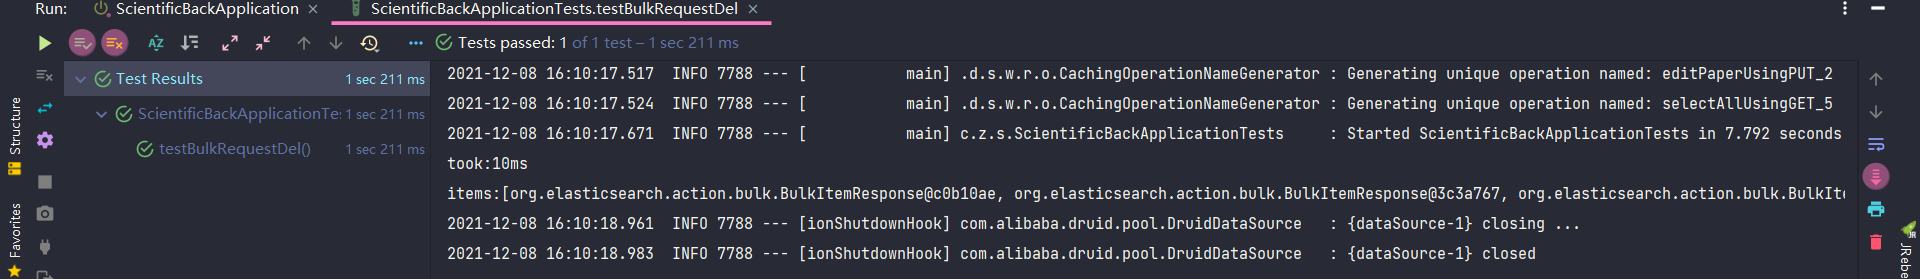 Run: ScientificBackApplication × ScientificBackApplicationTests.testBulkRequestDel ×
Tests passed: 1 of 1 test – 1 sec 211 ms
Test Results 1 sec 211 ms
ScientificBackApplicationTe: 1 sec 211 ms
testBulkRequestDel() 1 sec 211 ms
2021-12-08 16:10:17.517  INFO 7788 --- [           main] .d.s.w.r.o.CachingOperationNameGenerator : Generating unique operation named: editPaperUsingPUT_2
2021-12-08 16:10:17.524  INFO 7788 --- [           main] .d.s.w.r.o.CachingOperationNameGenerator : Generating unique operation named: selectAllUsingGET_5
2021-12-08 16:10:17.671  INFO 7788 --- [           main] c.z.s.ScientificBackApplicationTests     : Started ScientificBackApplicationTests in 7.792 seconds
took:10ms
items:[org.elasticsearch.action.bulk.BulkItemResponse@c0b10ae, org.elasticsearch.action.bulk.BulkItemResponse@3c3a767, org.elasticsearch.action.bulk.BulkIte
2021-12-08 16:10:18.961  INFO 7788 --- [ionShutdownHook] com.alibaba.druid.pool.DruidDataSource   : {dataSource-1} closing ...
2021-12-08 16:10:18.983  INFO 7788 --- [ionShutdownHook] com.alibaba.druid.pool.DruidDataSource   : {dataSource-1} closed
Structure
Favorites
JR
JRebe